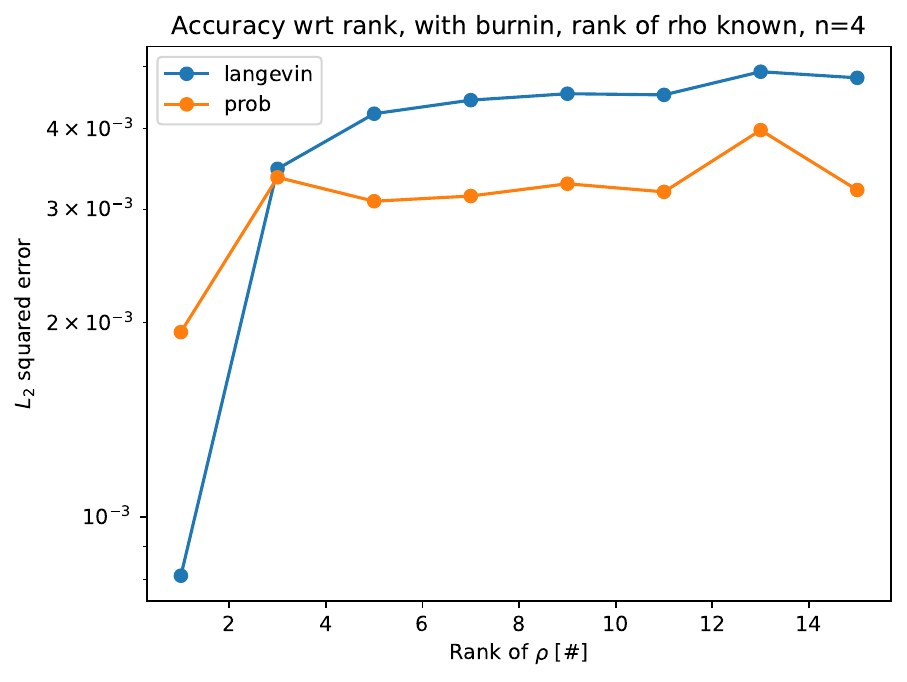 Accuracy wrt rank, with burnin, rank of rho known, n=4
langevin
prob
4 × 10⁻³
3 × 10⁻³
2 × 10⁻³
10⁻³
L₂ squared error
2 4 6 8 10 12 14
Rank of ρ [#]